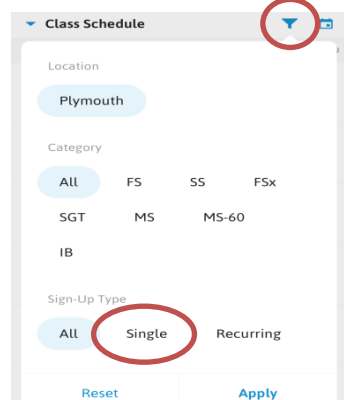 Class Schedule
Location
Plymouth
Category
All FS SS FSx
SGT MS MS-60
IB
Sign-Up Type
All Single Recurring
Reset Apply